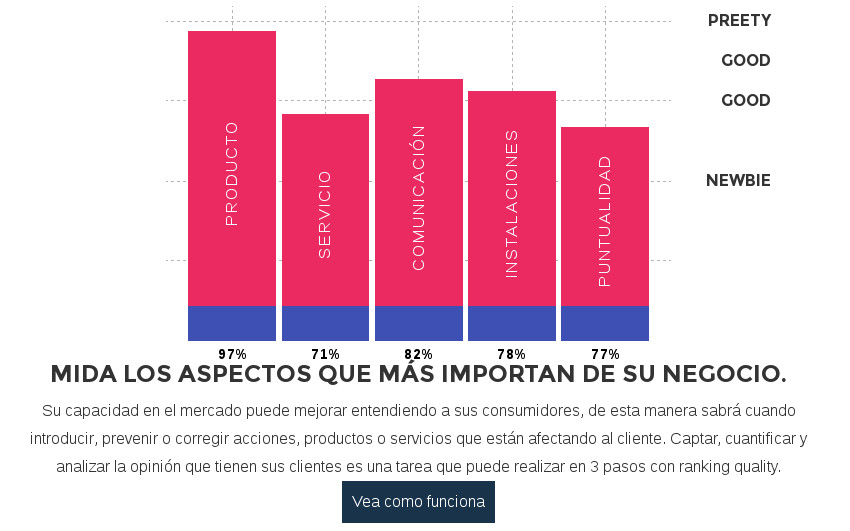 PREETY
GOOD
GOOD
NEWBIE
PRODUCTO
SERVICIO
COMUNICACIÓN
INSTALACIONES
PUNTUALIDAD
97% 71% 82% 78% 77%
MIDA LOS ASPECTOS QUE MÁS IMPORTAN DE SU NEGOCIO.
Su capacidad en el mercado puede mejorar entendiendo a sus consumidores, de esta manera sabrá cuando
introducir, prevenir o corregir acciones, productos o servicios que están afectando al cliente. Captar, cuantificar y
analizar la opinión que tienen sus clientes es una tarea que puede realizar en 3 pasos con ranking quality.
Vea como funciona